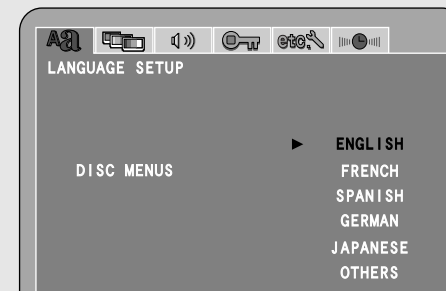 Aa etc.
LANGUAGE SETUP
ENGLISH
DISC MENUS FRENCH
SPANISH
GERMAN
JAPANESE
OTHERS